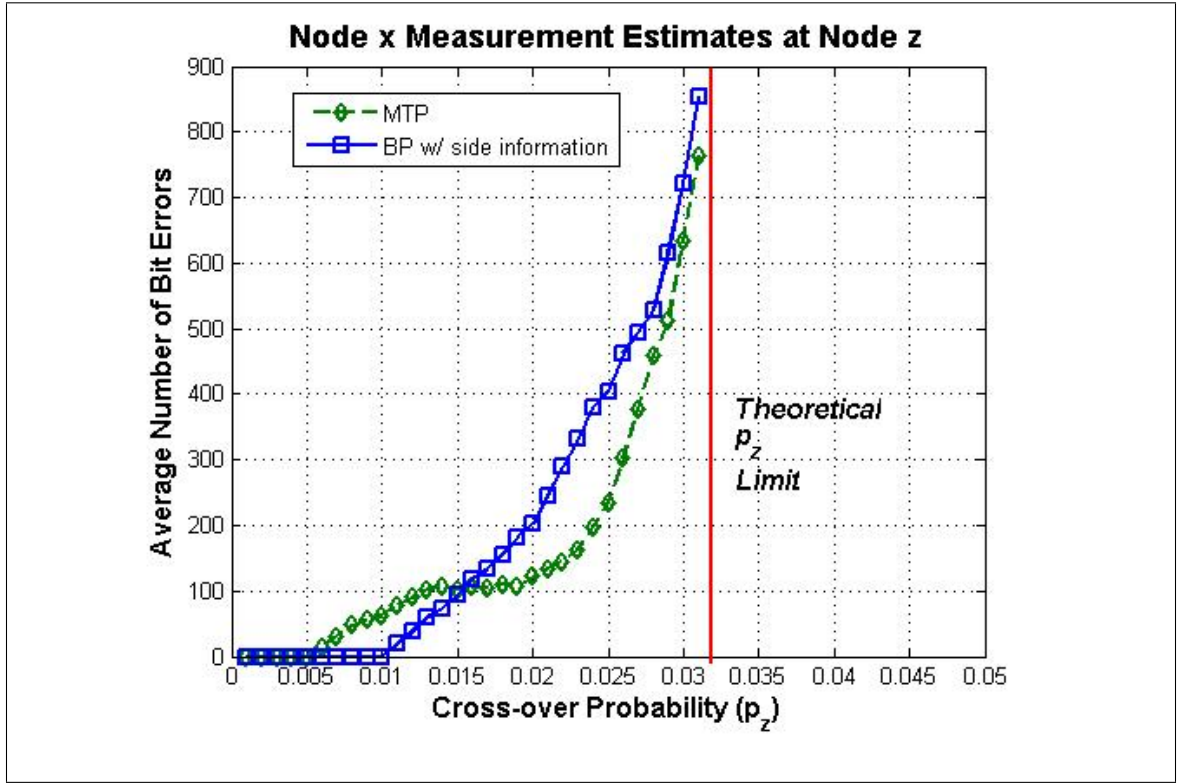 Node x Measurement Estimates at Node z
900
800
700
600
500
400
300
200
100
0
Average Number of Bit Errors
MTP
BP w/ side information
Theoretical
p_z
Limit
0 0.005 0.01 0.015 0.02 0.025 0.03 0.035 0.04 0.045 0.05
Cross-over Probability (p_z)